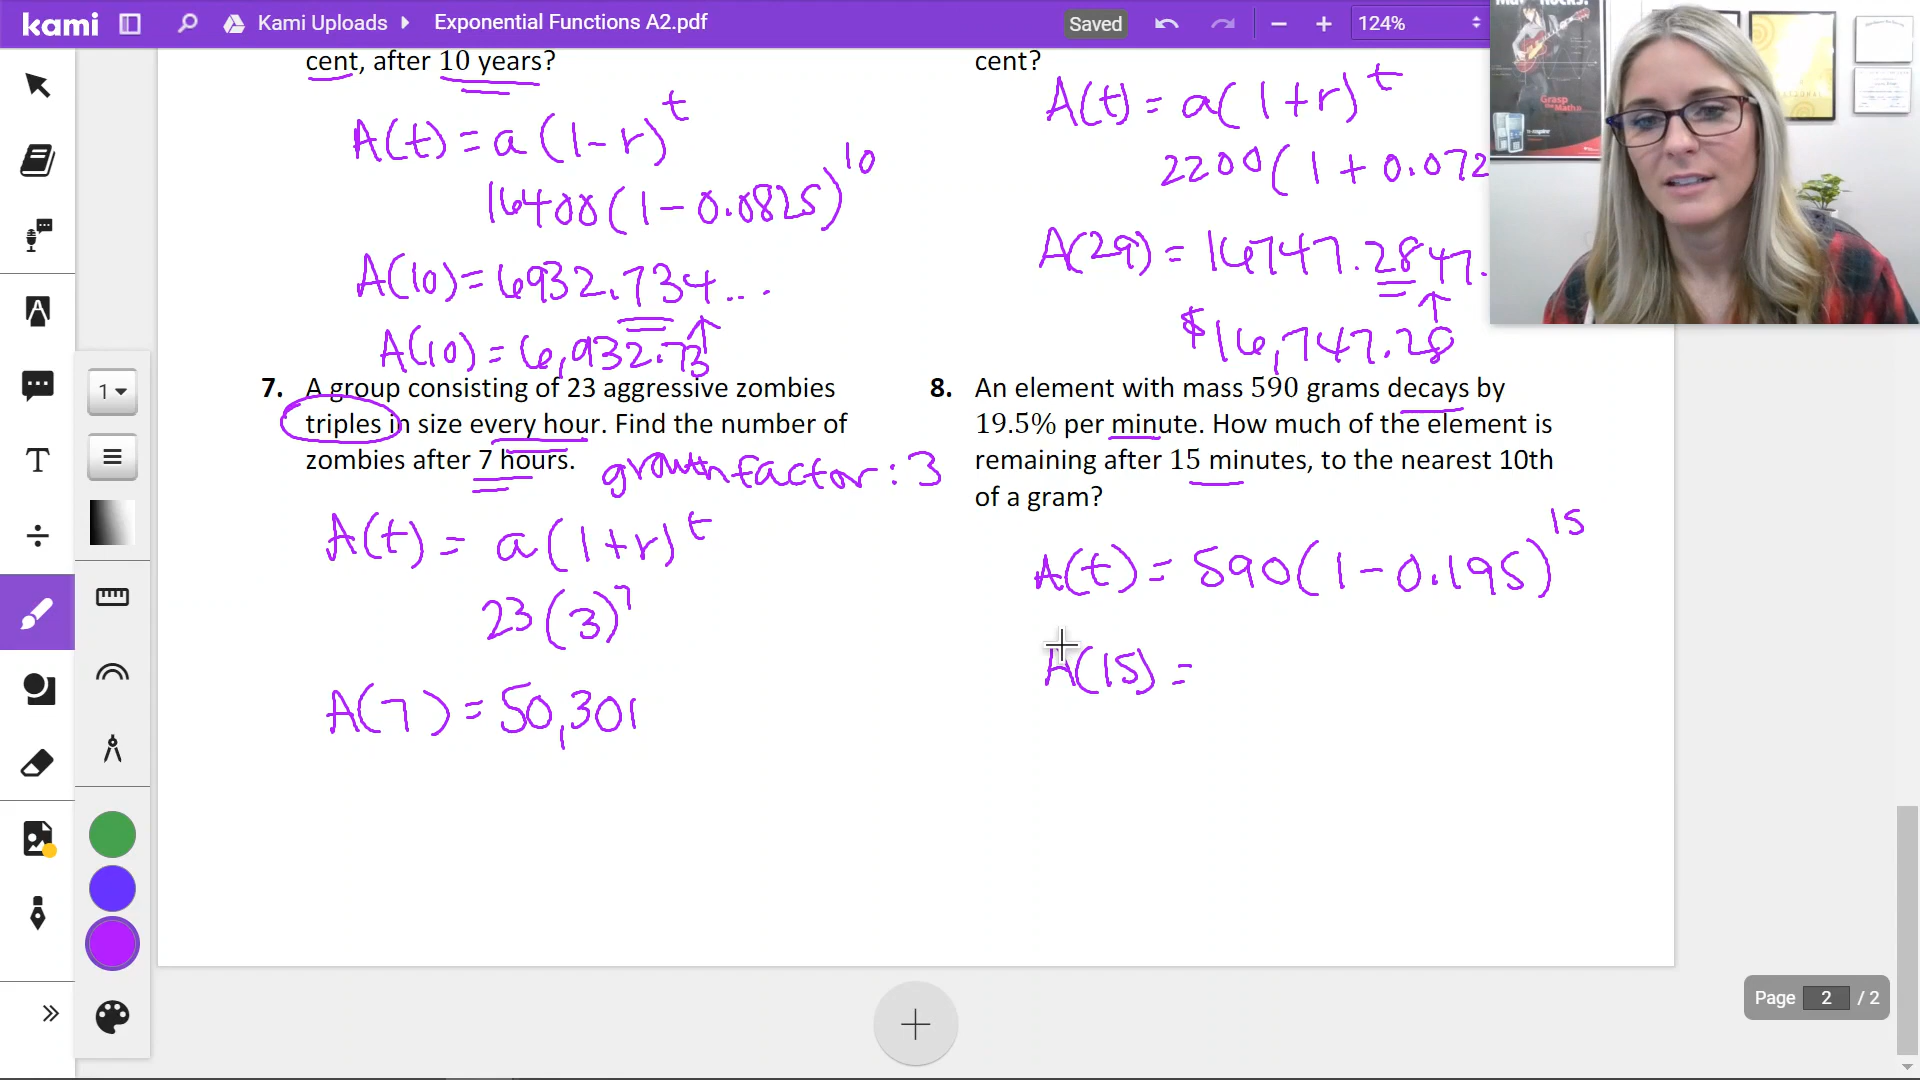 kami
Kami Uploads
Exponential Functions A2.pdf
Saved
124%
cent, after 10 years?
A(t) = a(1-r)^t
16400(1-0.0825)^10
A(10)=6932.734...
A(10)=6,932.73
cent?
A(t) = a(1+r)^t
2200(1+0.072
A(29)=16747.2847.
$16,747.28
Grasp
the Math
7. A group consisting of 23 aggressive zombies
triples in size every hour. Find the number of
zombies after 7 hours.
growth factor: 3
A(t) = a(1+r)^t
23(3)^7
A(7)=50,301
8. An element with mass 590 grams decays by
19.5% per minute. How much of the element is
remaining after 15 minutes, to the nearest 10th
of a gram?
A(t)=590(1-0.195)^15
A(15)=
1
T
Page 2 / 2